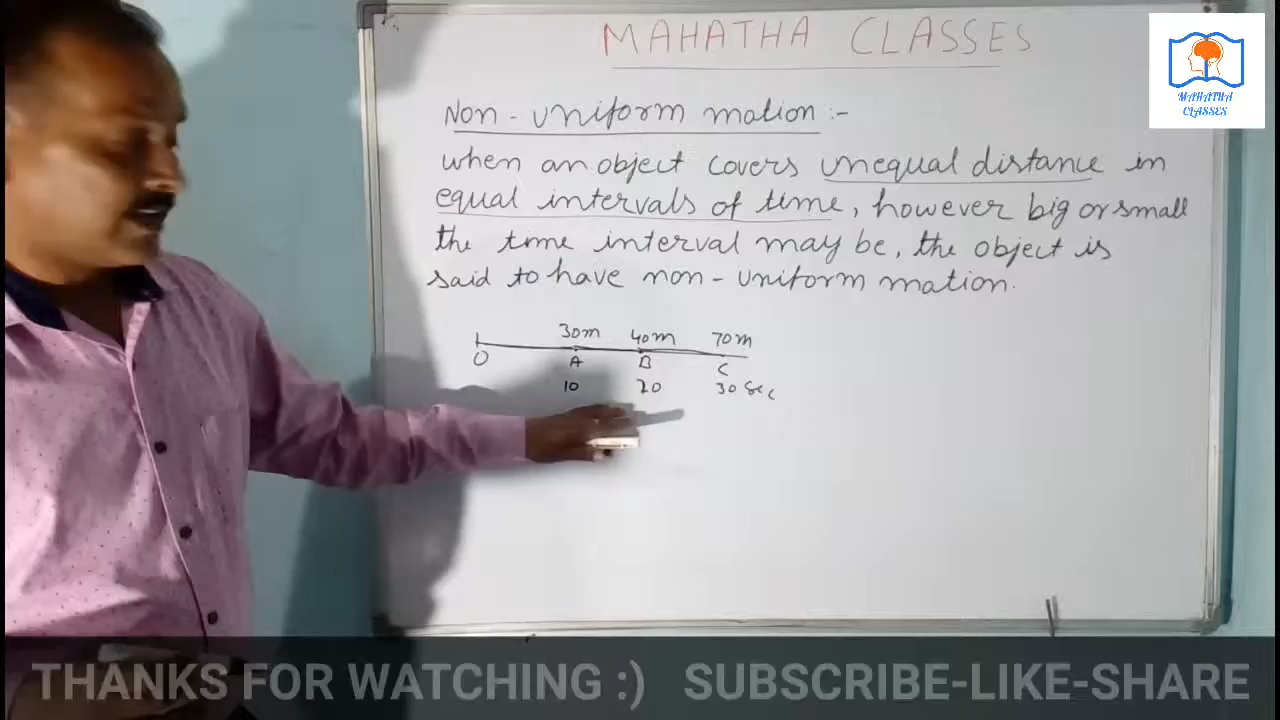 MAHATHA CLASSES
MAHATHA
CLASSES
Non - uniform mation :-
when an object covers unequal distance in
equal intervals of time, however big or small
the time interval may be, the object is
said to have non - uniform mation.
30m 40m 70m
O A B C
10 20 30 Sec
THANKS FOR WATCHING :) SUBSCRIBE-LIKE-SHARE